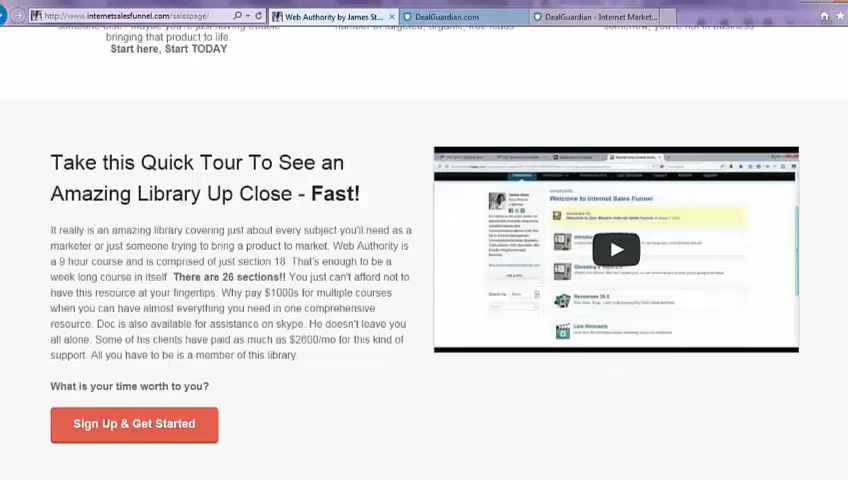 http://www.internetsalesfunnel.com/salespage/
Web Authority by James St...
DealGuardian.com
DealGuardian - Internet Market...
bringing that product to life.
Start here, Start TODAY
Take this Quick Tour To See an
Amazing Library Up Close - Fast!
It really is an amazing library covering just about every subject you'll need as a
marketer or just someone trying to bring a product to market. Web Authority is
a 9 hour course and is comprised of just section 18. That's enough to be a
week long course in itself. There are 26 sections!! You just can't afford not to
have this resource at your fingertips. Why pay $1000s for multiple courses
when you can have almost everything you need in one comprehensive
resource. Doc is also available for assistance on skype. He doesn't leave you
all alone. Some of his clients have paid as much as $2600/mo for this kind of
support. All you have to be is a member of this library.
What is your time worth to you?
Sign Up & Get Started
Welcome to Internet Sales Funnel
Resources 20.0
Live Webcasts